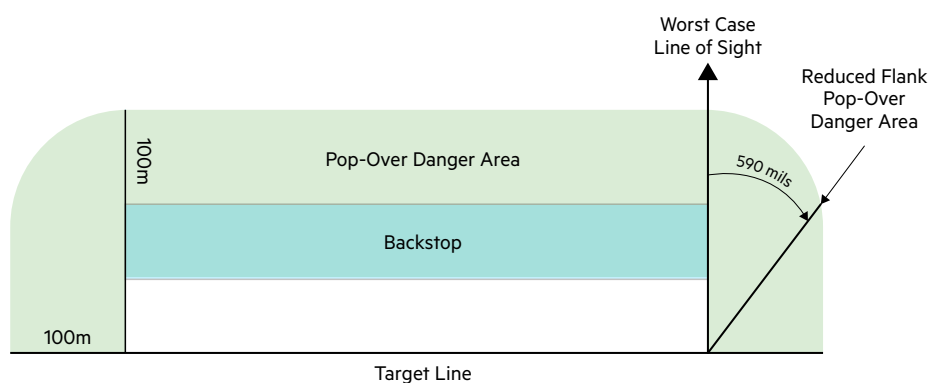 Worst Case
Line of Sight
Reduced Flank
Pop-Over
Danger Area
100m
Pop-Over Danger Area
590 mils
Backstop
100m
Target Line